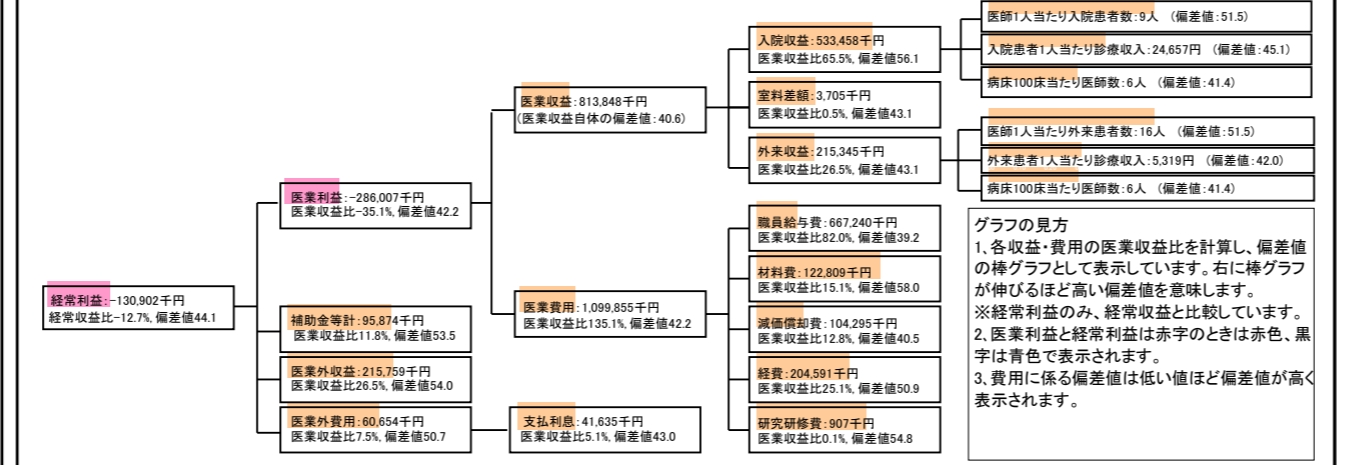 経常利益:-130,902千円
経常収支比-12.7%, 偏差値44.1
医業利益:-286,007千円
医業収益比-35.1%, 偏差値42.2
補助金等計:95,874千円
医業収益比11.8%, 偏差値53.5
医業外収益:215,759千円
医業収益比26.5%, 偏差値54.0
医業外費用:60,654千円
医業収益比7.5%, 偏差値50.7
医業収益:813,848千円
(医業収益自体の偏差値:40.6)
医業費用:1,099,855千円
医業収益比135.1%, 偏差値42.2
支払利息:41,635千円
医業収益比5.1%, 偏差値43.0
入院収益:533,458千円
医業収益比65.5%, 偏差値56.1
室料差額:3,705千円
医業収益比0.5%, 偏差値43.1
外来収益:215,345千円
医業収益比26.5%, 偏差値43.1
職員給与費:667,240千円
医業収益比82.0%, 偏差値39.2
材料費:122,809千円
医業収益比15.1%, 偏差値58.0
減価償却費:104,295千円
医業収益比12.8%, 偏差値40.5
経費:204,591千円
医業収益比25.1%, 偏差値50.9
研究研修費:907千円
医業収益比0.1%, 偏差値54.8
医師1人当たり入院患者数:9人 (偏差値:51.5)
入院患者1人当たり診療収入:24,657円 (偏差値:45.1)
病床100床当たり医師数:6人 (偏差値:41.4)
医師1人当たり外来患者数:16人 (偏差値:51.5)
外来患者1人当たり診療収入:5,319円 (偏差値:42.0)
病床100床当たり医師数:6人 (偏差値:41.4)
グラフの見方
1、各収益・費用の医業収益比を計算し、偏差値
の棒グラフとして表示しています。右に棒グラフ
が伸びるほど高い偏差値を意味します。
※経常利益のみ、経常収益と比較しています。
2、医業利益と経常利益は赤字のときは赤色、黒
字は青色で表示されます。
3、費用に係る偏差値は低い値ほど偏差値が高く
表示されます。